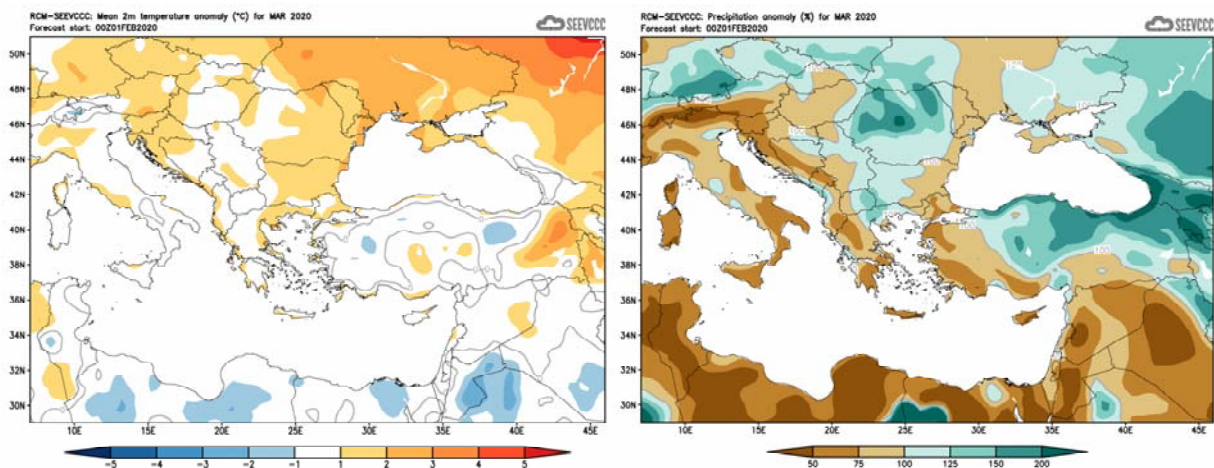 RCM-SEEVCCC: Mean 2m temperature anomaly (°C) for MAR 2020
Forecast start: 00Z01FEB2020
SEEVCCC
50N
48N
46N
44N
42N
40N
38N
36N
34N
32N
30N
10E 15E 20E 25E 30E 35E 40E 45E
-5 -4 -3 -2 -1 1 2 3 4 5
RCM-SEEVCCC: Precipitation anomaly (%) for MAR 2020
Forecast start: 00Z01FEB2020
SEEVCCC
50N
48N
46N
44N
42N
40N
38N
36N
34N
32N
30N
100
100
100
10E 15E 20E 25E 30E 35E 40E 45E
50 75 100 125 150 200